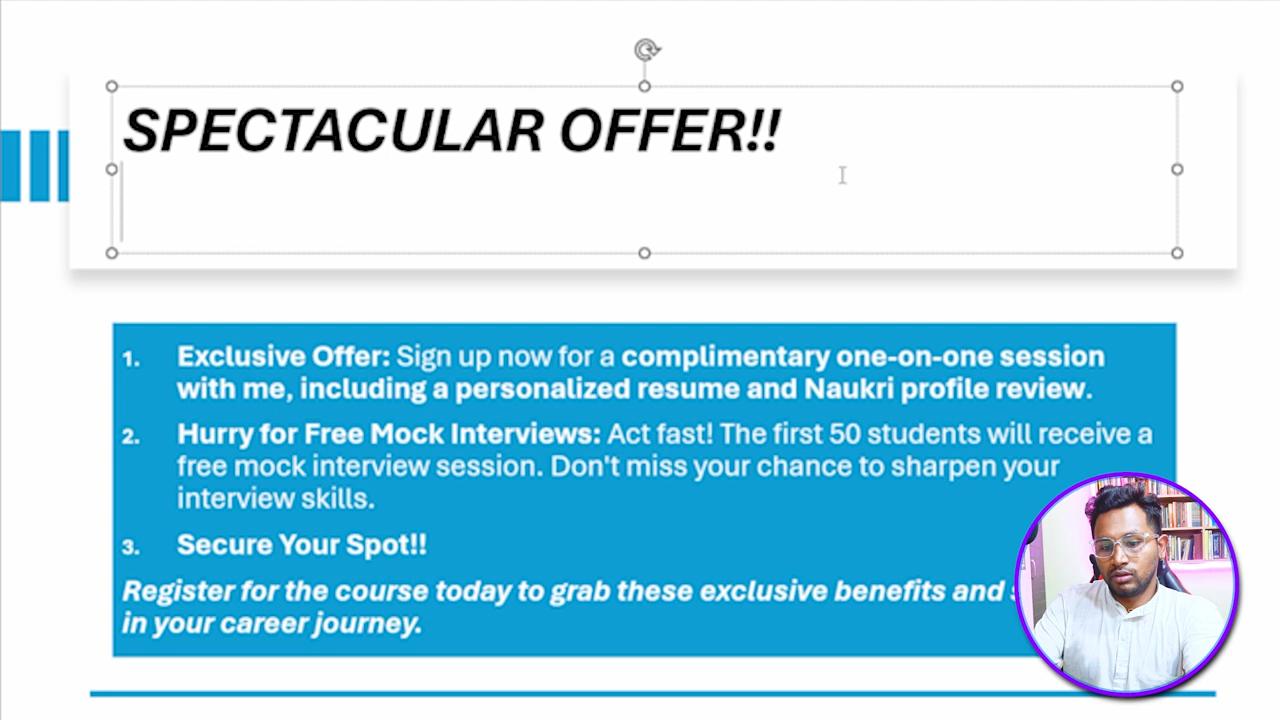 SPECTACULAR OFFER!!
1. Exclusive Offer: Sign up now for a complimentary one-on-one session
with me, including a personalized resume and Naukri profile review.
2. Hurry for Free Mock Interviews: Act fast! The first 50 students will receive a
free mock interview session. Don't miss your chance to sharpen your
interview skills.
3. Secure Your Spot!!
Register for the course today to grab these exclusive benefits and
in your career journey.